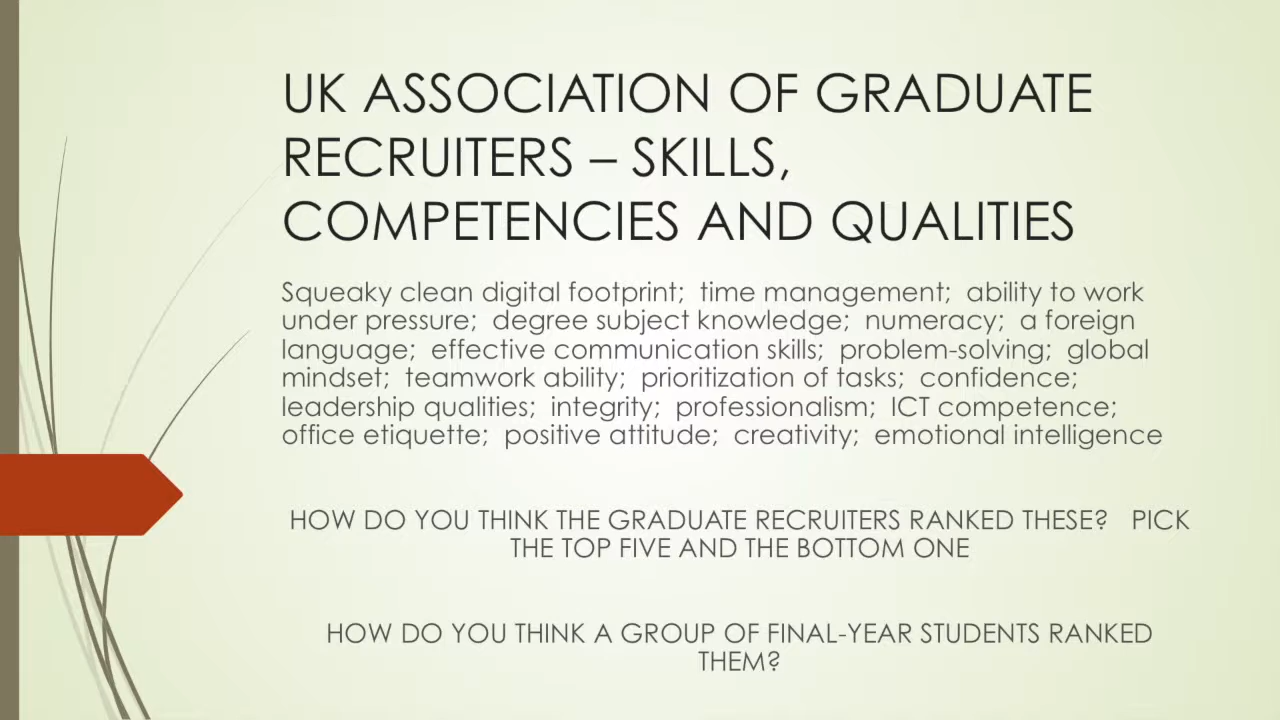 UK ASSOCIATION OF GRADUATE
RECRUITERS – SKILLS,
COMPETENCIES AND QUALITIES
Squeaky clean digital footprint; time management; ability to work
under pressure; degree subject knowledge; numeracy; a foreign
language; effective communication skills; problem-solving; global
mindset; teamwork ability; prioritization of tasks; confidence;
leadership qualities; integrity; professionalism; ICT competence;
office etiquette; positive attitude; creativity; emotional intelligence
HOW DO YOU THINK THE GRADUATE RECRUITERS RANKED THESE? PICK
THE TOP FIVE AND THE BOTTOM ONE
HOW DO YOU THINK A GROUP OF FINAL-YEAR STUDENTS RANKED
THEM?